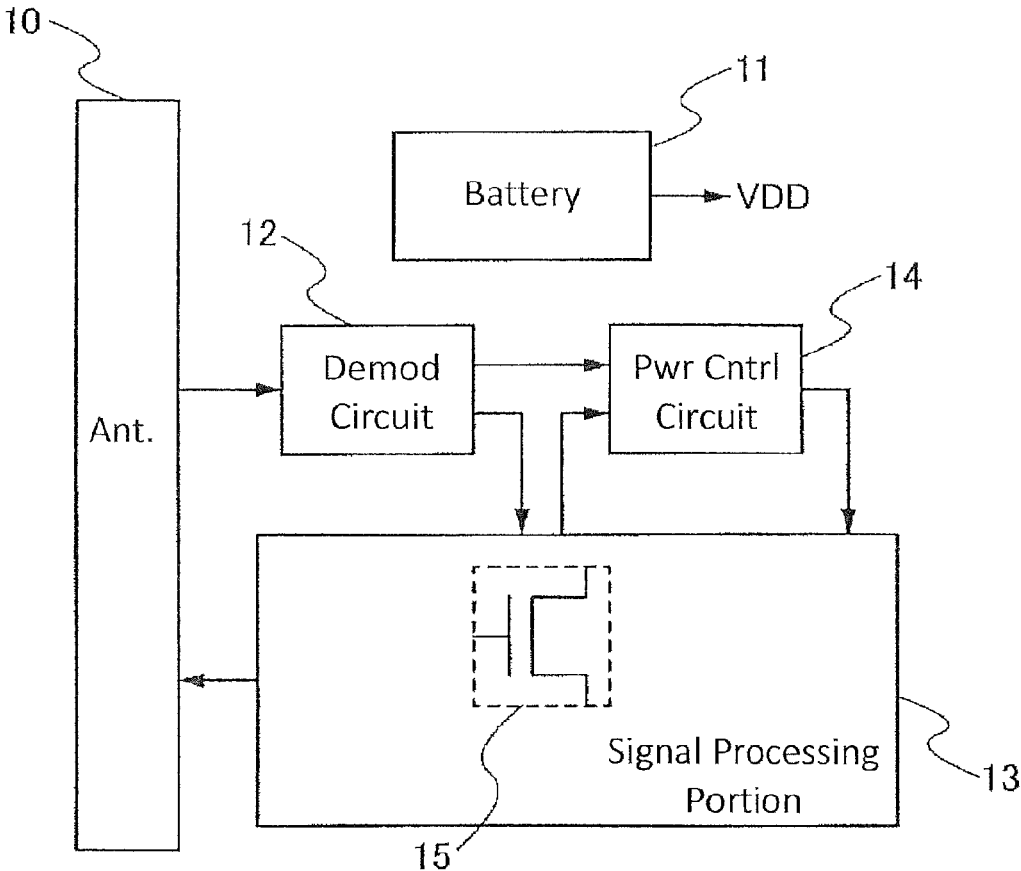 10
11
Battery
VDD
12
14
Demod
Circuit
Pwr Cntrl
Circuit
Ant.
Signal Processing
Portion
13
15